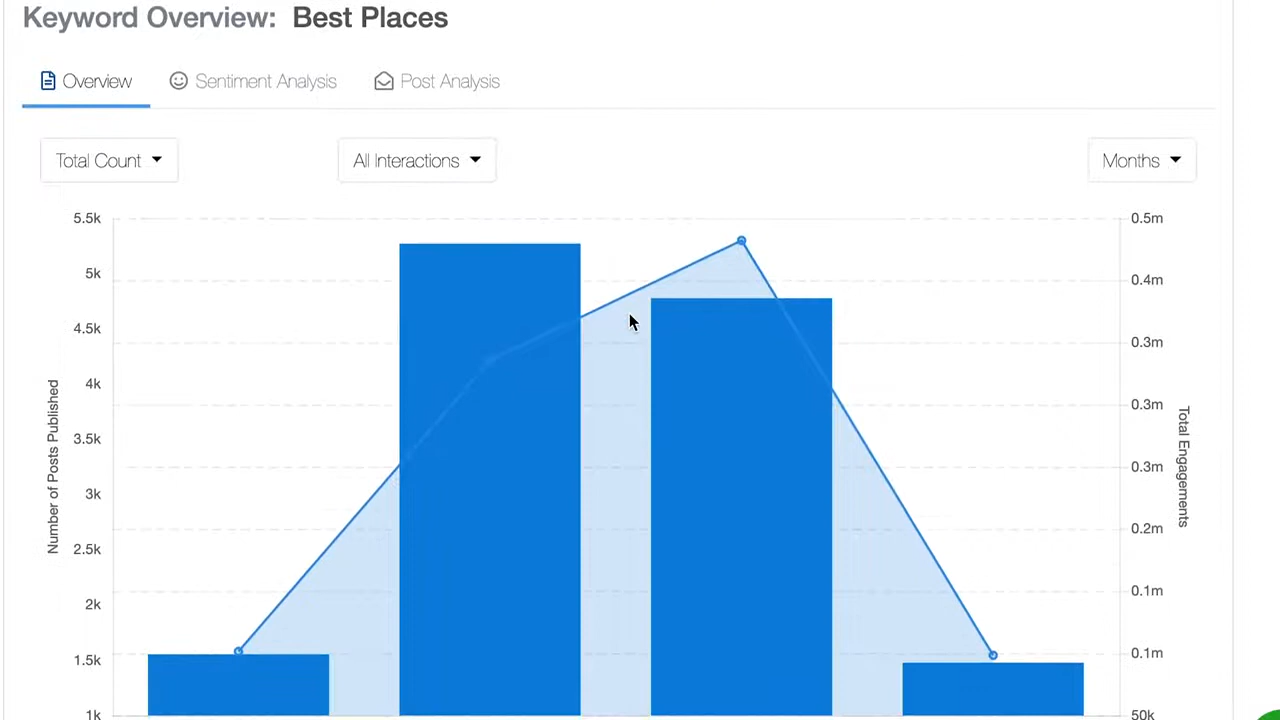 Keyword Overview: Best Places
Overview
Sentiment Analysis
Post Analysis
Total Count
All Interactions
Months
5.5k
5k
4.5k
4k
3.5k
3k
2.5k
2k
1.5k
1k
Number of Posts Published
0.5m
0.4m
0.3m
0.3m
0.3m
0.2m
0.1m
0.1m
50k
Total Engagements